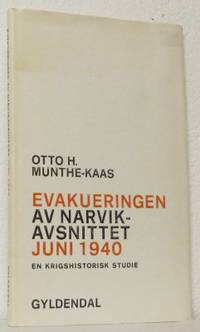 OTTO H.
MUNTHE-KAAS
EVAKUERINGEN
AV NARVIK-
AVSNITTET
JUNI 1940
EN KRIGSHISTORISK STUDIE
GYLDENDAL